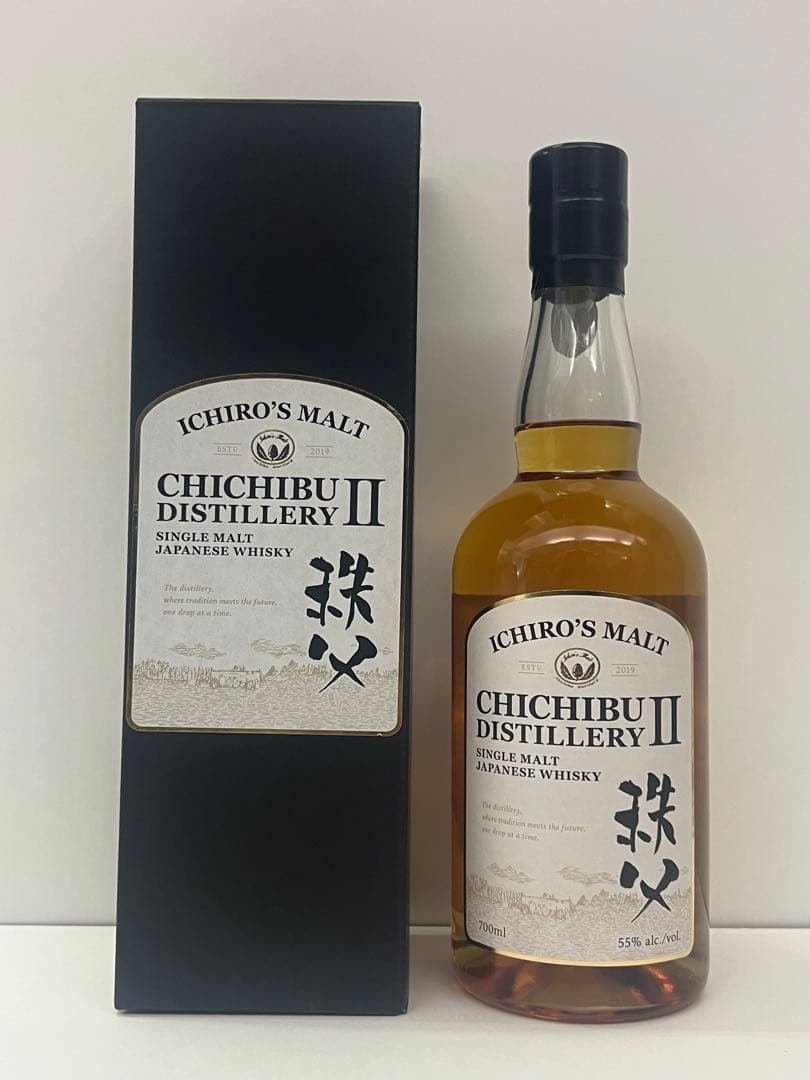 ICHIRO'S MALT
ESTD 2019
CHICHIBU
DISTILLERY II
SINGLE MALT
JAPANESE WHISKY
The distillery,
where tradition meets the future,
one drop at a time.
秩父
ICHIRO'S MALT
ESTD 2019
CHICHIBU
DISTILLERY II
SINGLE MALT
JAPANESE WHISKY
The distillery,
where tradition meets the future,
one drop at a time.
秩父
700ml
55% alc./vol.